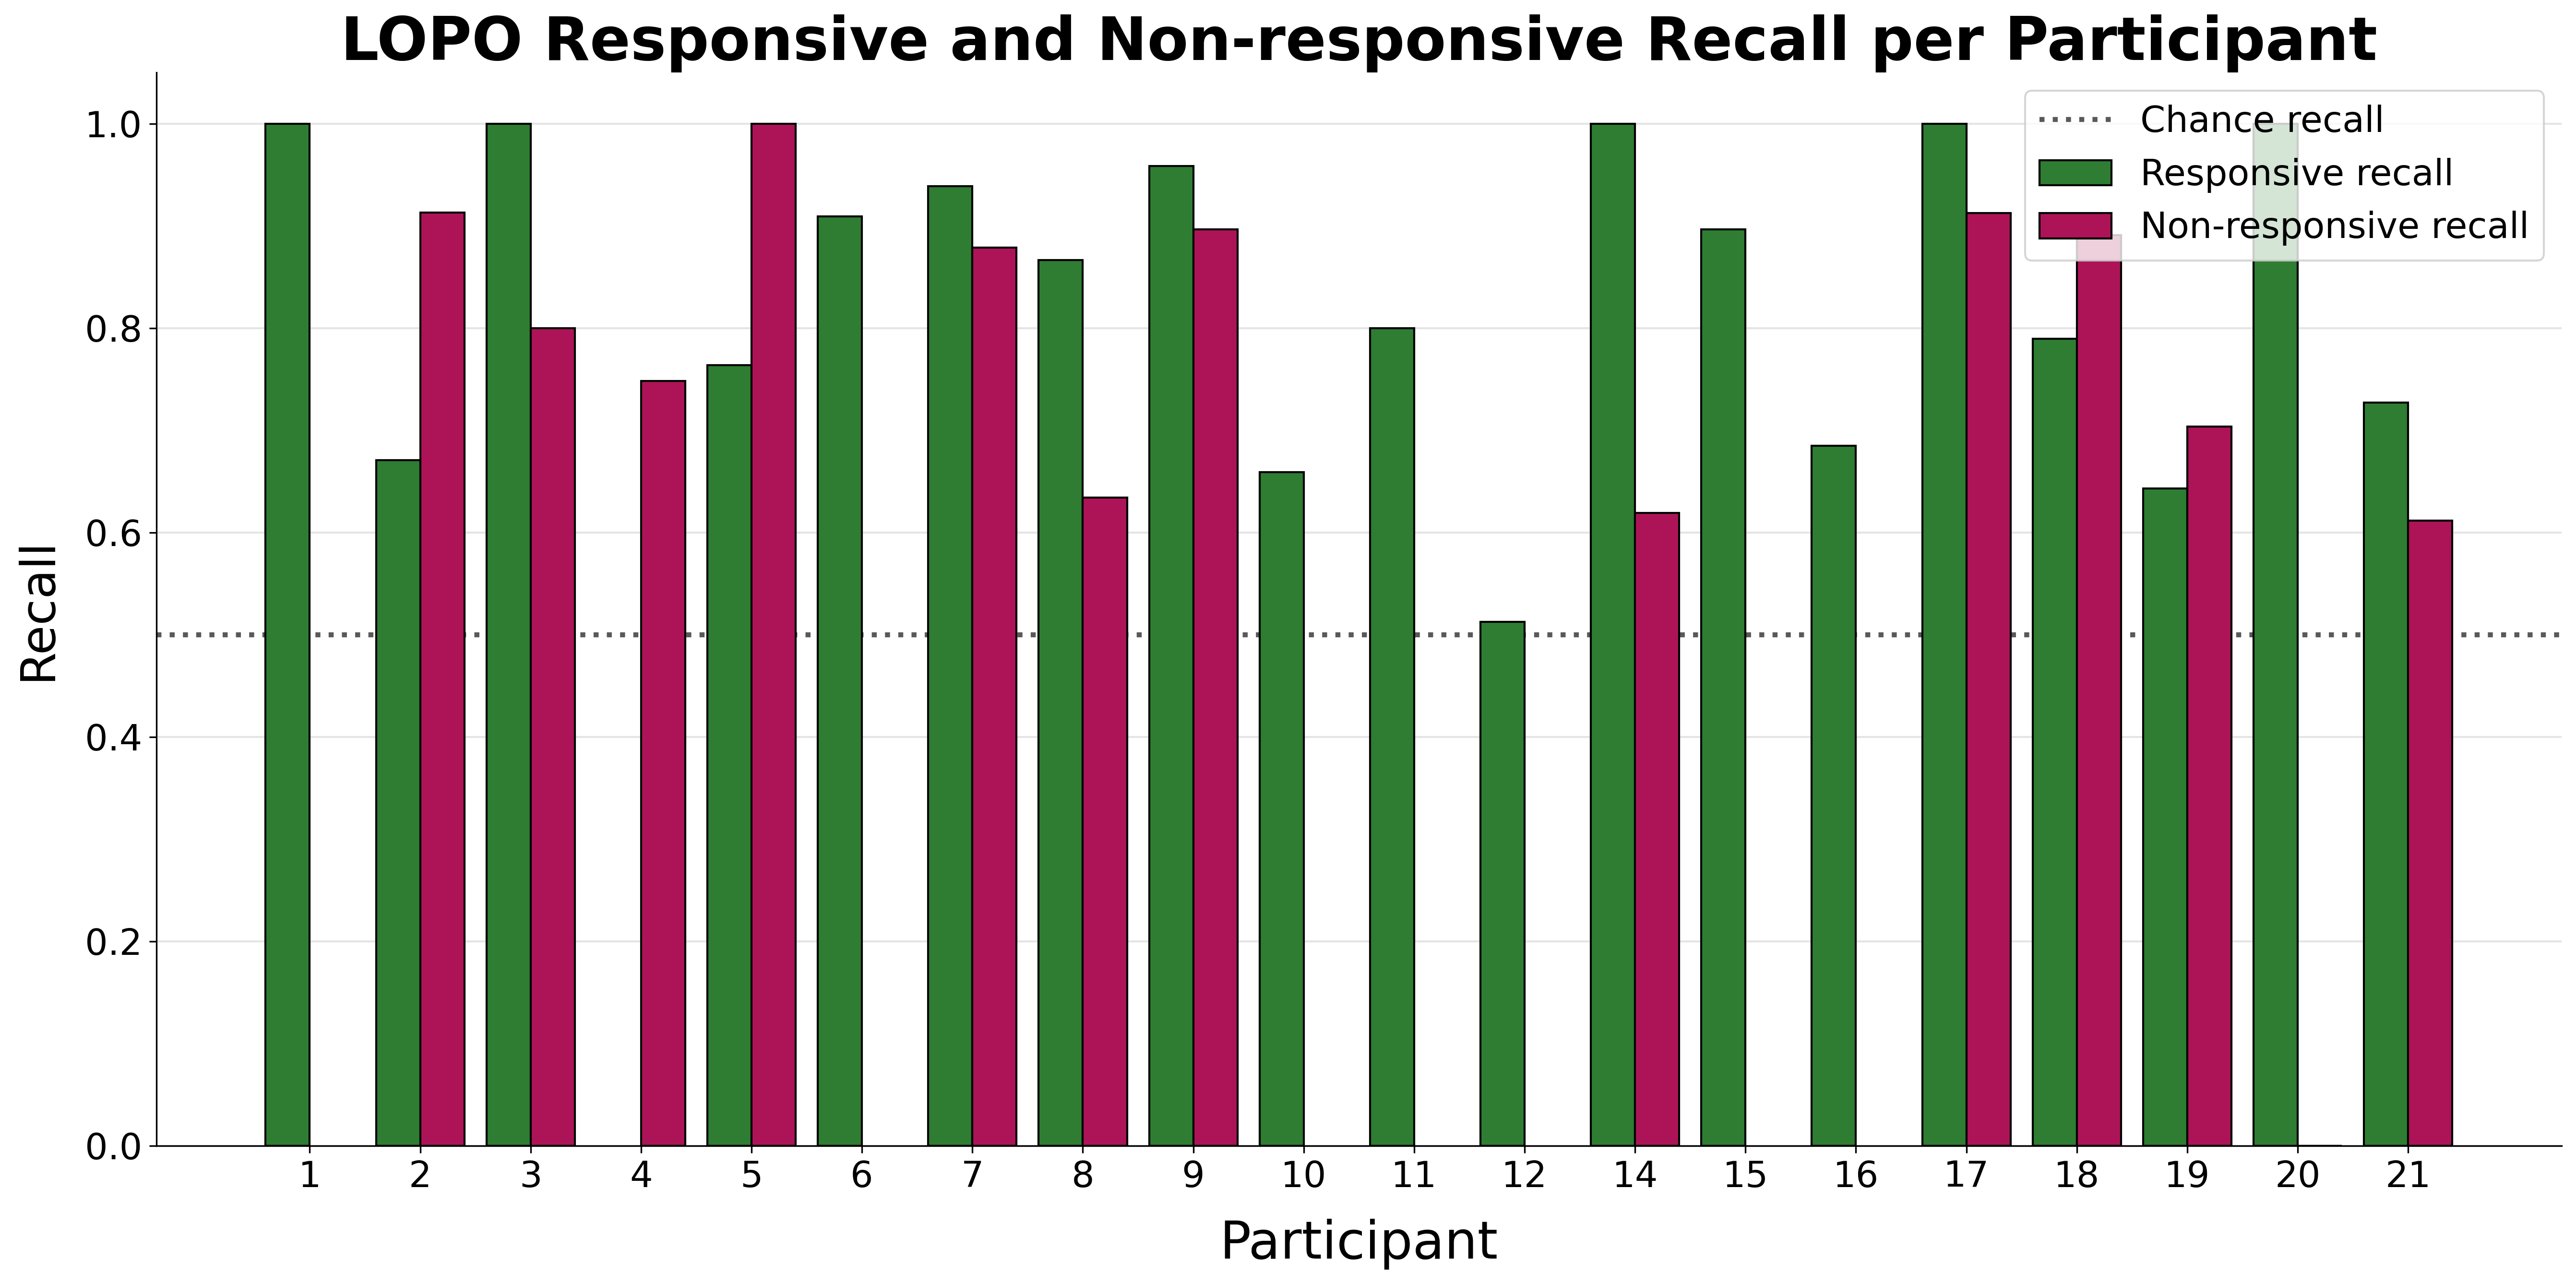 LOPO Responsive and Non-responsive Recall per Participant
Chance recall
Responsive recall
Non-responsive recall
Recall
1.0
0.8
0.6
0.4
0.2
0.0
1 2 3 4 5 6 7 8 9 10 11 12 14 15 16 17 18 19 20 21
Participant